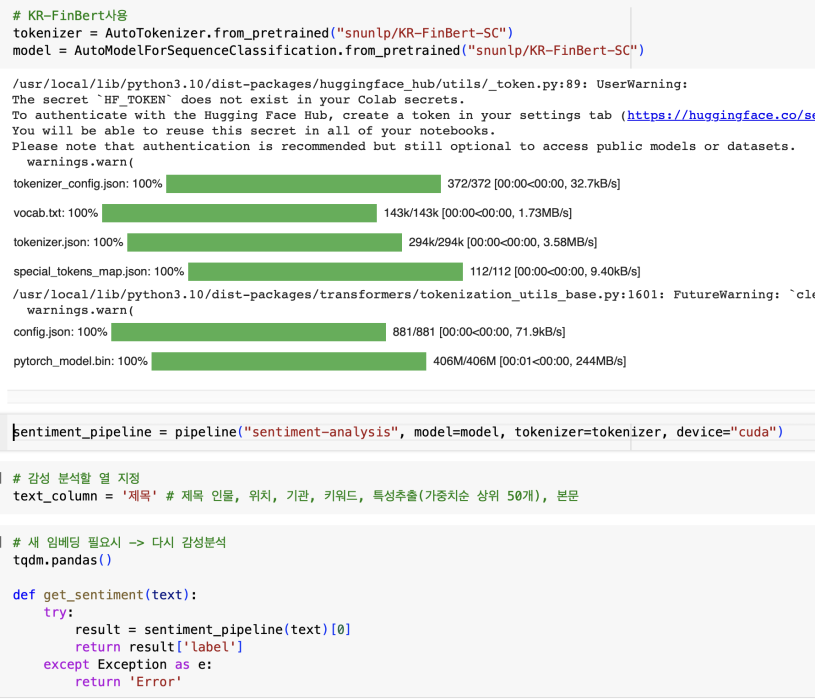 # KR-FinBert사용
tokenizer = AutoTokenizer.from_pretrained("snunlp/KR-FinBert-SC")
model = AutoModelForSequenceClassification.from_pretrained("snunlp/KR-FinBert-SC")
/usr/local/lib/python3.10/dist-packages/huggingface_hub/utils/_token.py:89: UserWarning:
The secret `HF_TOKEN` does not exist in your Colab secrets.
To authenticate with the Hugging Face Hub, create a token in your settings tab (https://huggingface.co/se
You will be able to reuse this secret in all of your notebooks.
Please note that authentication is recommended but still optional to access public models or datasets.
  warnings.warn(
tokenizer_config.json: 100% 372/372 [00:00<00:00, 32.7kB/s]
vocab.txt: 100% 143k/143k [00:00<00:00, 1.73MB/s]
tokenizer.json: 100% 294k/294k [00:00<00:00, 3.58MB/s]
special_tokens_map.json: 100% 112/112 [00:00<00:00, 9.40kB/s]
/usr/local/lib/python3.10/dist-packages/transformers/tokenization_utils_base.py:1601: FutureWarning: `cle
  warnings.warn(
config.json: 100% 881/881 [00:00<00:00, 71.9kB/s]
pytorch_model.bin: 100% 406M/406M [00:01<00:00, 244MB/s]
sentiment_pipeline = pipeline("sentiment-analysis", model=model, tokenizer=tokenizer, device="cuda")
# 감성 분석할 열 지정
text_column = '제목' # 제목 인물, 위치, 기관, 키워드, 특성추출(가중치순 상위 50개), 본문
# 새 임베딩 필요시 -> 다시 감성분석
tqdm.pandas()
def get_sentiment(text):
    try:
        result = sentiment_pipeline(text)[0]
        return result['label']
    except Exception as e:
        return 'Error'